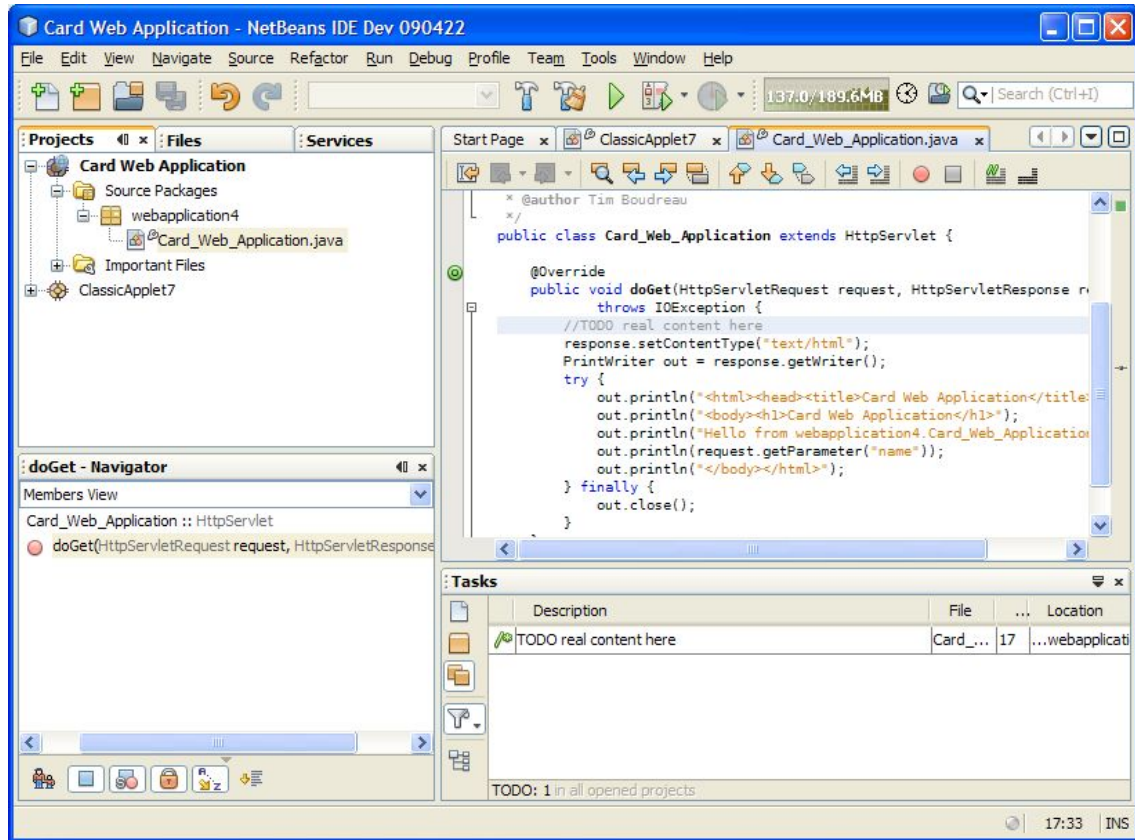 Card Web Application - NetBeans IDE Dev 090422
File Edit View Navigate Source Refactor Run Debug Profile Team Tools Window Help
137.0/189.6MB Search (Ctrl+I)
Projects Files Services
Card Web Application
Source Packages
webapplication4
Card_Web_Application.java
Important Files
ClassicApplet7
doGet - Navigator
Members View
Card_Web_Application :: HttpServlet
doGet(HttpServletRequest request, HttpServletResponse
Start Page ClassicApplet7 Card_Web_Application.java
* @author Tim Boudreau
*/
public class Card_Web_Application extends HttpServlet {
@Override
public void doGet(HttpServletRequest request, HttpServletResponse r
throws IOException {
//TODO real content here
response.setContentType("text/html");
PrintWriter out = response.getWriter();
try {
out.println("<html><head><title>Card Web Application</title>
out.println("<body><h1>Card Web Application</h1>");
out.println("Hello from webapplication4.Card_Web_Application
out.println(request.getParameter("name"));
out.println("</body></html>");
} finally {
out.close();
}
Tasks
Description File ... Location
TODO real content here Card_... 17 ...webapplicati
TODO: 1 in all opened projects
17:33 INS